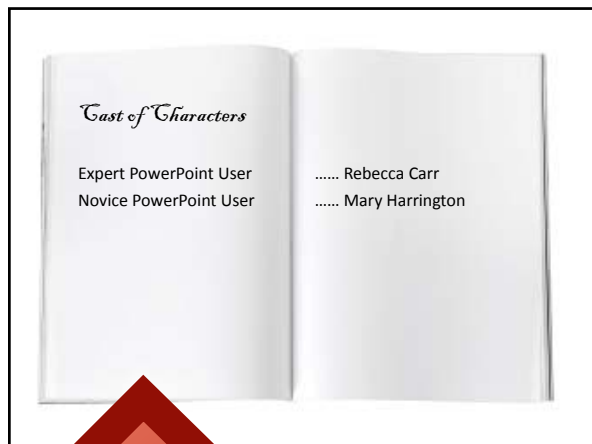 Cast of Characters
Expert PowerPoint User ...... Rebecca Carr
Novice PowerPoint User ...... Mary Harrington